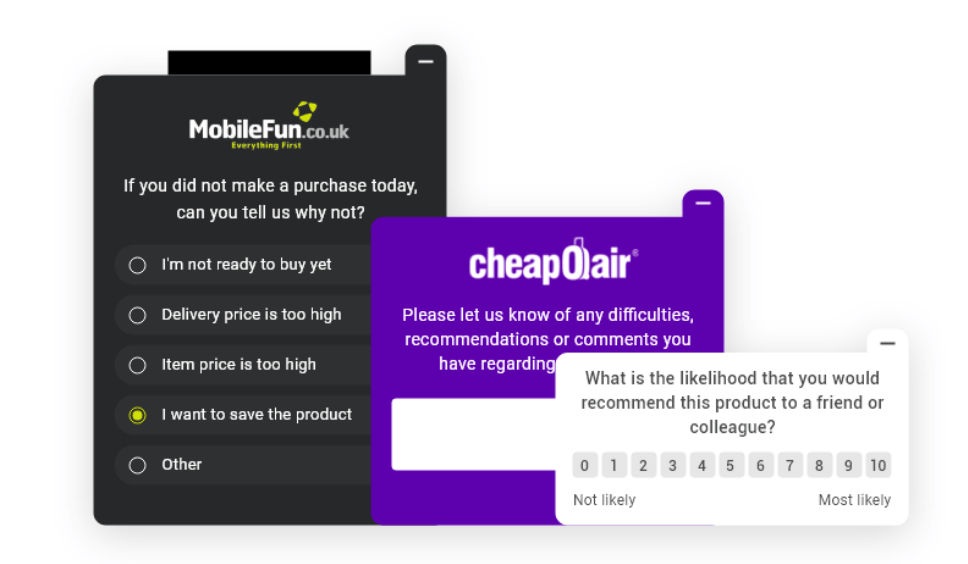 MobileFun.co.uk
Everything First
If you did not make a purchase today,
can you tell us why not?
I'm not ready to buy yet
Delivery price is too high
Item price is too high
I want to save the product
Other
cheapOair®
Please let us know of any difficulties,
recommendations or comments you
have regarding
What is the likelihood that you would
recommend this product to a friend or
colleague?
0 1 2 3 4 5 6 7 8 9 10
Not likely Most likely